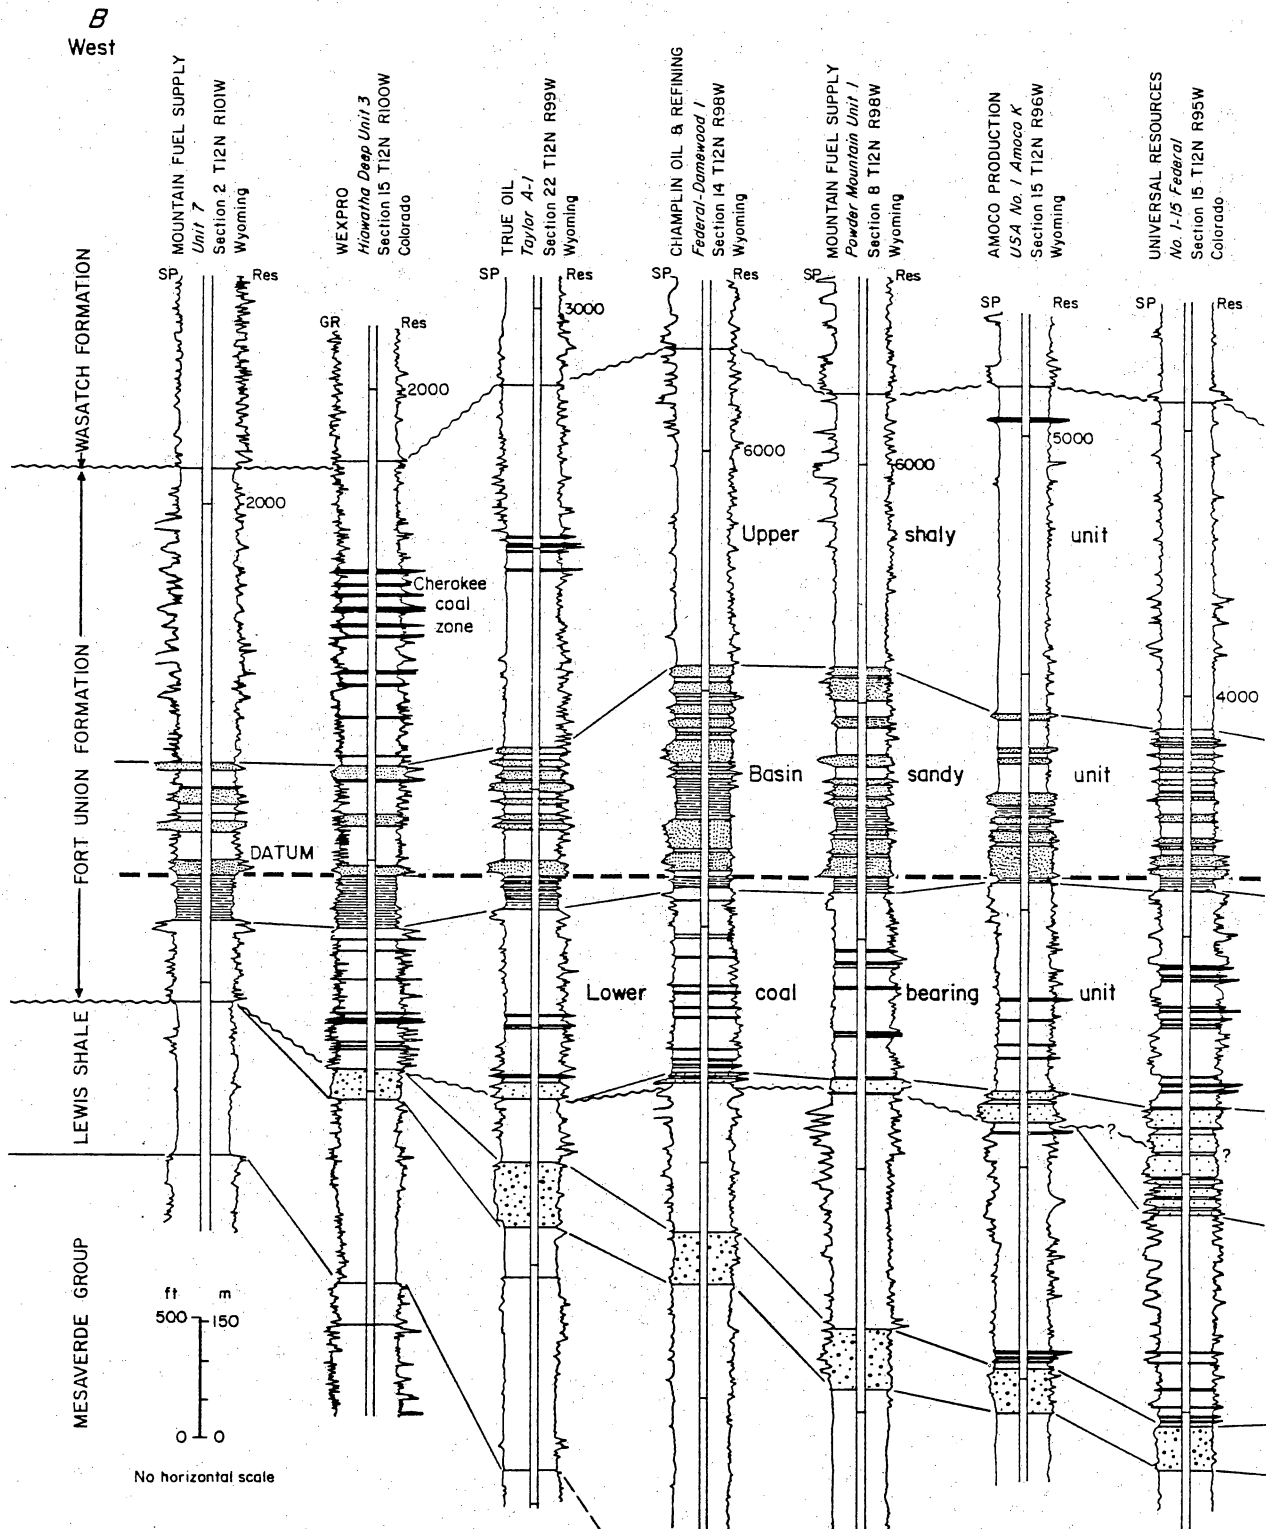 B
West
MOUNTAIN FUEL SUPPLY
Unit 7
Section 2 T12N R101W
Wyoming
WEXPRO
Hiawatha Deep Unit 3
Section 15 T12N R100W
Colorado
TRUE OIL
Taylor A-1
Section 22 T12N R99W
Wyoming
CHAMPLIN OIL & REFINING
Federal-Damewood 1
Section 14 T12N R98W
Wyoming
MOUNTAIN FUEL SUPPLY
Powder Mountain Unit 1
Section 8 T12N R98W
Wyoming
AMOCO PRODUCTION
USA No. 1 Amoco K
Section 15 T12N R96W
Wyoming
UNIVERSAL RESOURCES
No. 1-15 Federal
Section 15 T12N R95W
Colorado
SP Res
GR Res
SP Res
SP Res
SP Res
SP Res
SP Res
3000
2000
5000
6000
6000
2000
4000
WASATCH FORMATION
FORT UNION FORMATION
LEWIS SHALE
MESAVERDE GROUP
Upper shaly unit
Cherokee
coal
zone
Basin sandy unit
DATUM
Lower coal bearing unit
?
?
ft m
500 150
0 0
No horizontal scale